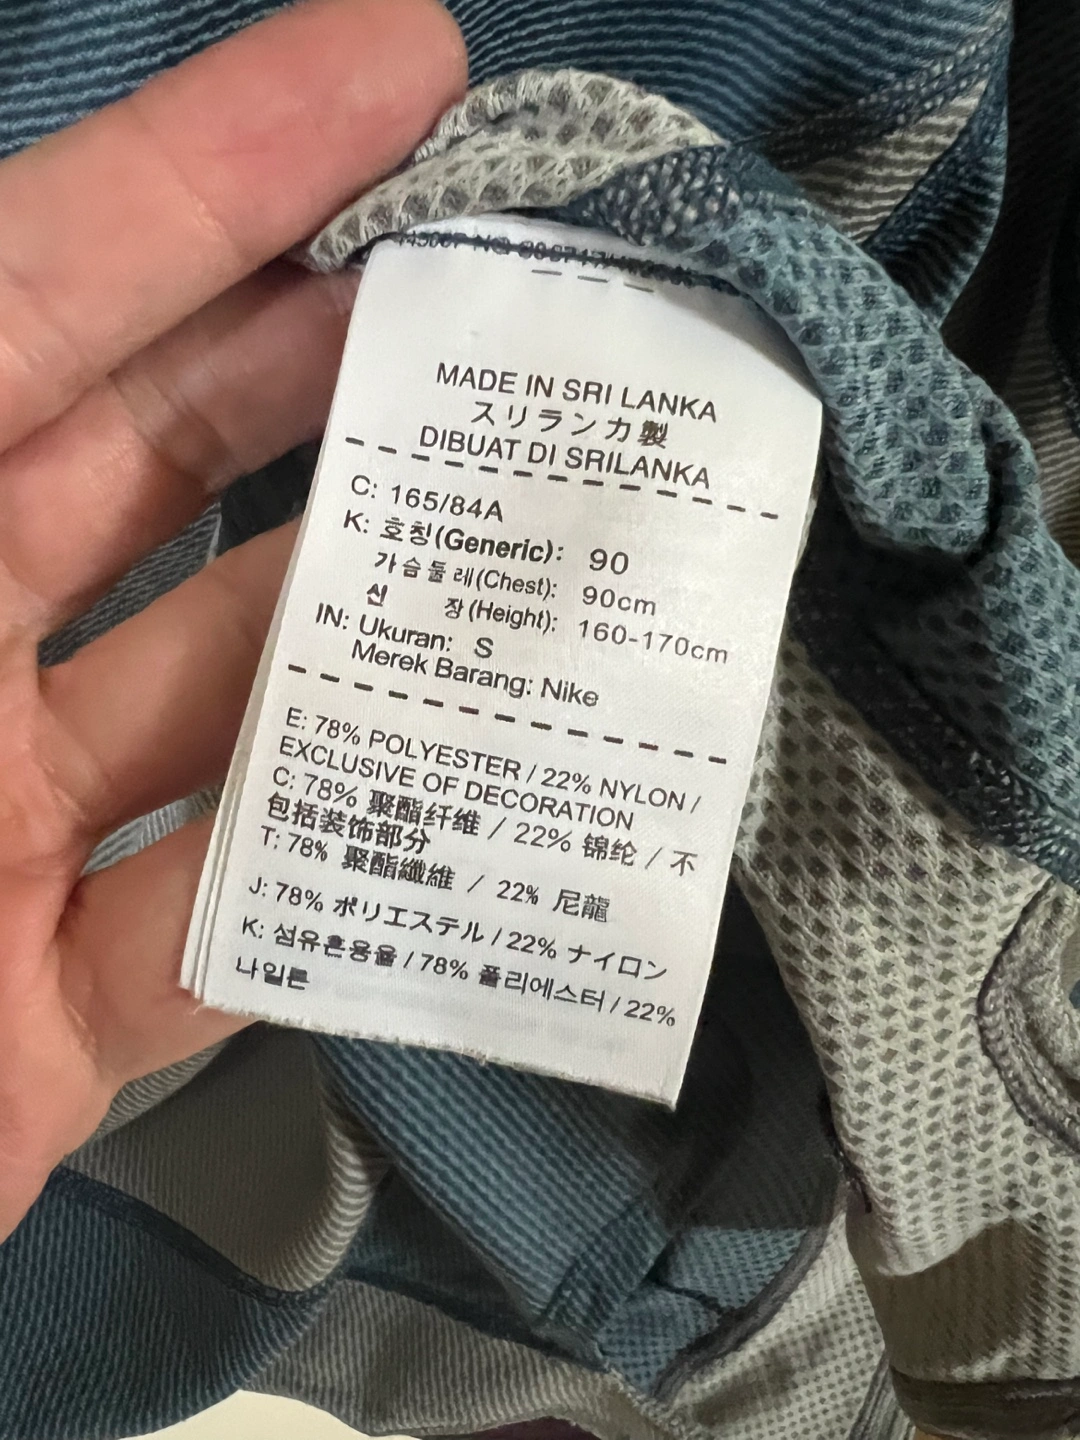 MADE IN SRI LANKA
スリランカ製
DIBUAT DI SRILANKA
C: 165/84A
K: 호칭(Generic): 90
가슴둘레(Chest): 90cm
신 장(Height): 160-170cm
IN: Ukuran: S
Merek Barang: Nike
E: 78% POLYESTER / 22% NYLON /
EXCLUSIVE OF DECORATION
C: 78% 聚酯纤维 / 22% 锦纶 / 不
包括装饰部分
T: 78% 聚酯纖維 / 22% 尼龍
J: 78% ポリエステル / 22% ナイロン
K: 섬유혼용율 / 78% 폴리에스터 / 22%
나일론